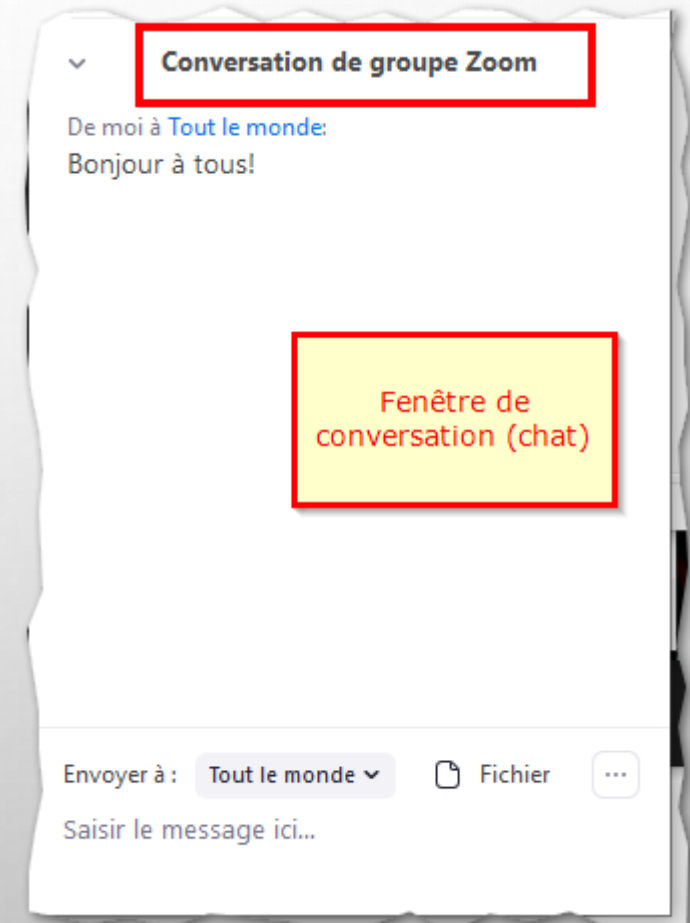 Conversation de groupe Zoom
De moi à Tout le monde:
Bonjour à tous!
Fenêtre de
conversation (chat)
Envoyer à : Tout le monde Fichier ...
Saisir le message ici...